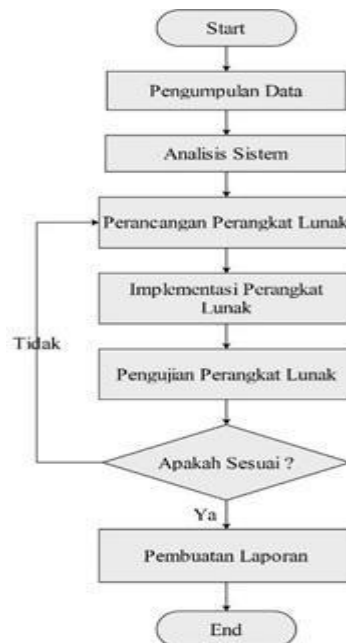 Start
Pengumpulan Data
Analisis Sistem
Perancangan Perangkat Lunak
Implementasi Perangkat
Lunak
Tidak
Pengujian Perangkat Lunak
Apakah Sesuai ?
Ya
Pembuatan Laporan
End